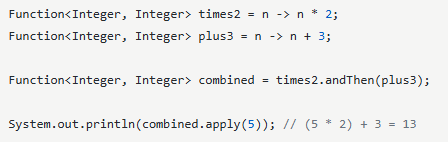 Function<Integer, Integer> times2 = n -> n * 2;
Function<Integer, Integer> plus3 = n -> n + 3;
Function<Integer, Integer> combined = times2.andThen(plus3);
System.out.println(combined.apply(5)); // (5 * 2) + 3 = 13